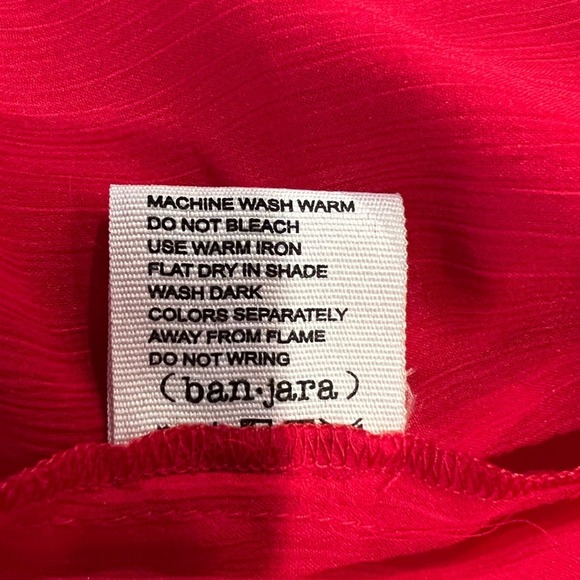 MACHINE WASH WARM
DO NOT BLEACH
USE WARM IRON
FLAT DRY IN SHADE
WASH DARK
COLORS SEPARATELY
AWAY FROM FLAME
DO NOT WRING
(ban·jara)